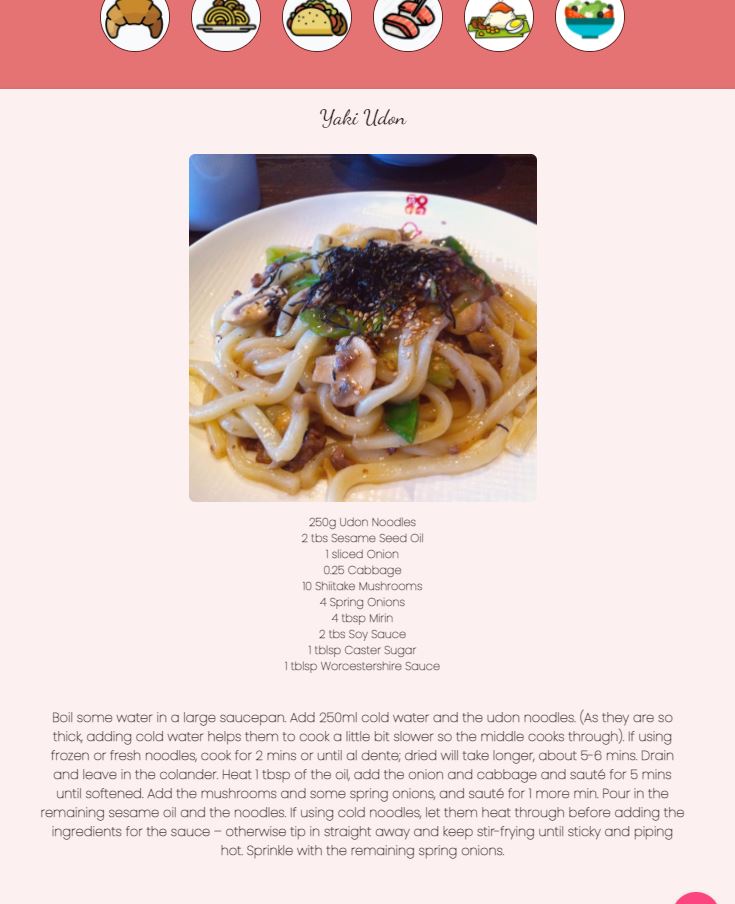 Yaki Udon
250g Udon Noodles
2 tbs Sesame Seed Oil
1 sliced Onion
0.25 Cabbage
10 Shiitake Mushrooms
4 Spring Onions
4 tbsp Mirin
2 tbs Soy Sauce
1 tblsp Caster Sugar
1 tblsp Worcestershire Sauce
Boil some water in a large saucepan. Add 250ml cold water and the udon noodles. (As they are so
thick, adding cold water helps them to cook a little bit slower so the middle cooks through). If using
frozen or fresh noodles, cook for 2 mins or until al dente; dried will take longer, about 5-6 mins. Drain
and leave in the colander. Heat 1 tbsp of the oil, add the onion and cabbage and sauté for 5 mins
until softened. Add the mushrooms and some spring onions, and sauté for 1 more min. Pour in the
remaining sesame oil and the noodles. If using cold noodles, let them heat through before adding the
ingredients for the sauce – otherwise tip in straight away and keep stir-frying until sticky and piping
hot. Sprinkle with the remaining spring onions.